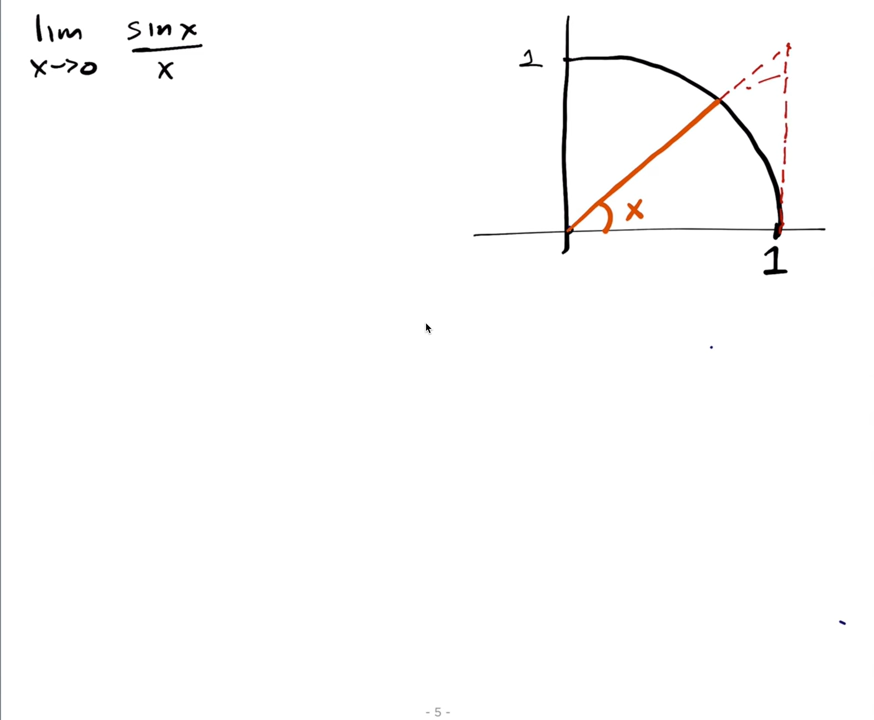 lim sin x
x→0 x
1
x
1
- 5 -